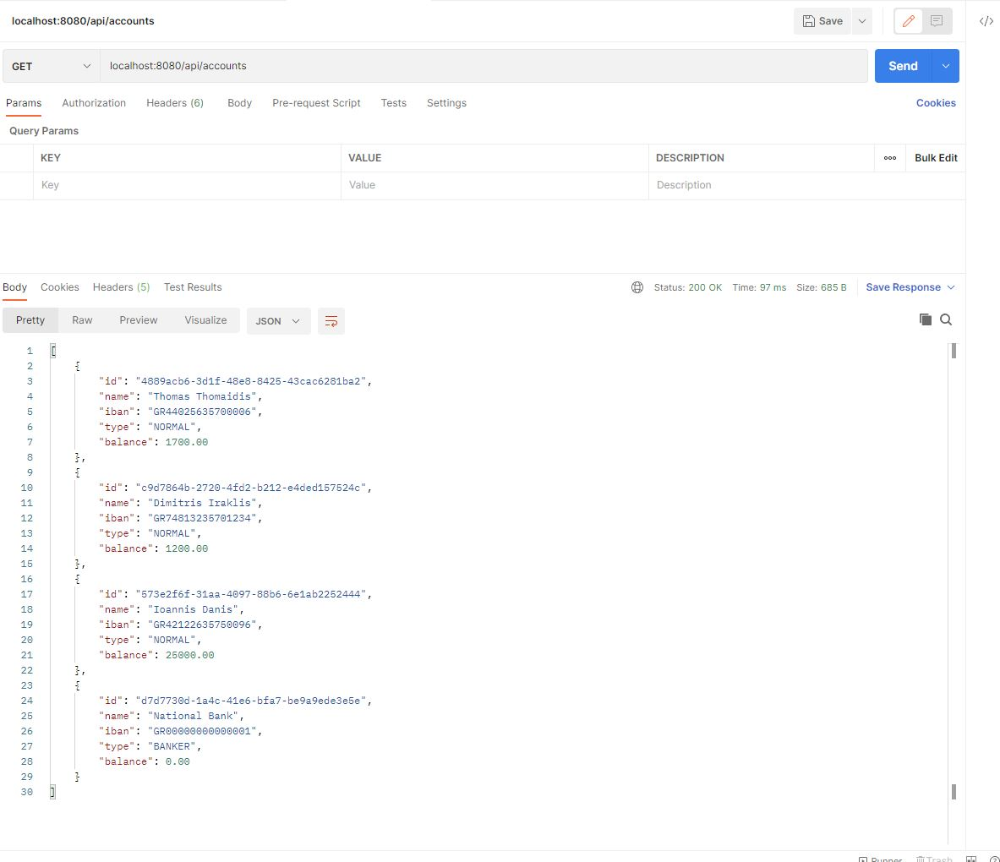 localhost:8080/api/accounts
Save
</>
GET
localhost:8080/api/accounts
Send
Params Authorization Headers (6) Body Pre-request Script Tests Settings Cookies
Query Params
KEY VALUE DESCRIPTION ooo Bulk Edit
Key Value Description
Body Cookies Headers (5) Test Results Status: 200 OK Time: 97 ms Size: 685 B Save Response
Pretty Raw Preview Visualize JSON
1 [
2 {
3 "id": "4889acb6-3d1f-48e8-8425-43cac6281ba2",
4 "name": "Thomas Thomaidis",
5 "iban": "GR44025635700006",
6 "type": "NORMAL",
7 "balance": 1700.00
8 },
9 {
10 "id": "c9d7864b-2720-4fd2-b212-e4ded157524c",
11 "name": "Dimitris Iraklis",
12 "iban": "GR74813235701234",
13 "type": "NORMAL",
14 "balance": 1200.00
15 },
16 {
17 "id": "573e2f6f-31aa-4097-88b6-6e1ab2252444",
18 "name": "Ioannis Danis",
19 "iban": "GR42122635750096",
20 "type": "NORMAL",
21 "balance": 25000.00
22 },
23 {
24 "id": "d7d7730d-1a4c-41e6-bfa7-be9a9ede3e5e",
25 "name": "National Bank",
26 "iban": "GR00000000000001",
27 "type": "BANKER",
28 "balance": 0.00
29 }
30 ]
Runner Trash